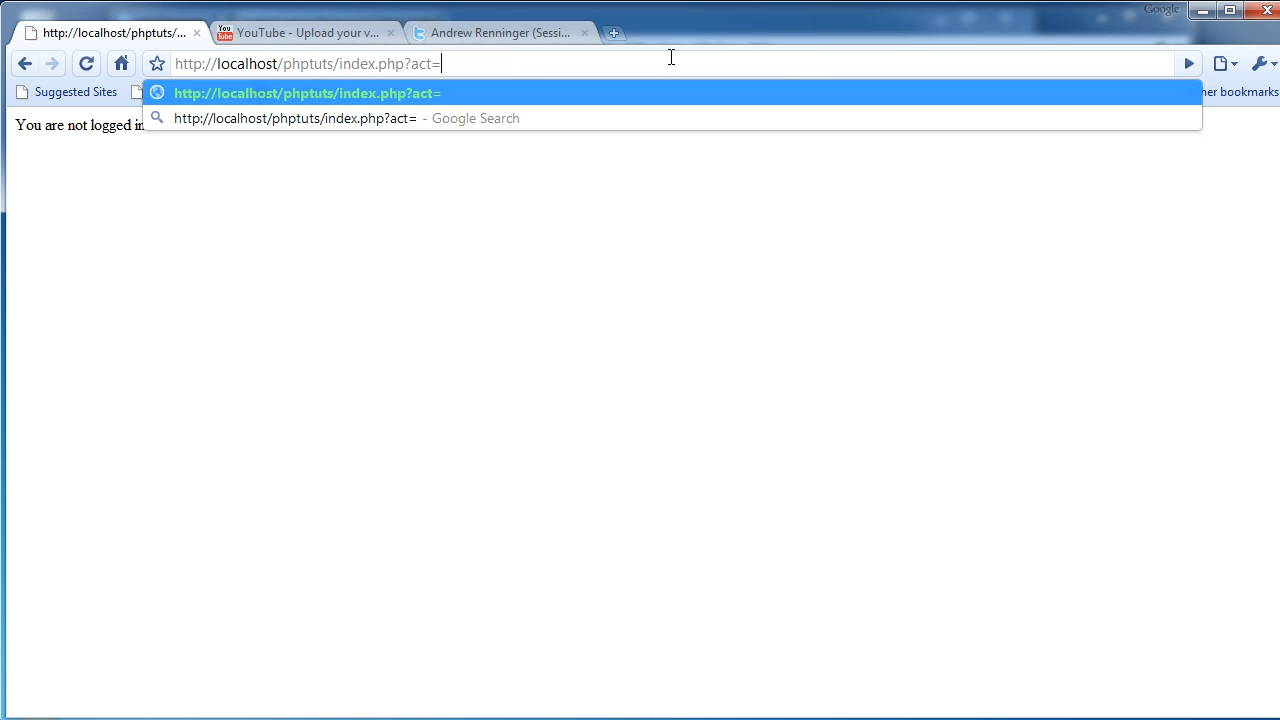 Google
http://localhost/phptuts/...
You Tube YouTube - Upload your v...
Andrew Renninger (Sessi...
http://localhost/phptuts/index.php?act=
Suggested Sites
her bookmarks
http://localhost/phptuts/index.php?act=
http://localhost/phptuts/index.php?act= - Google Search
You are not logged in